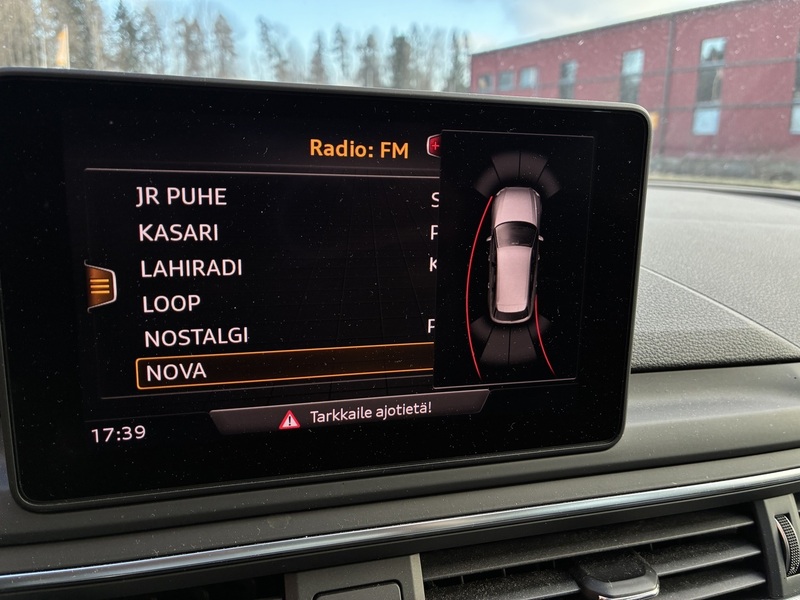 Radio: FM
JR PUHE S
KASARI P
LAHIRADI K
LOOP
NOSTALGI P
NOVA
Tarkkaile ajotietä!
17:39